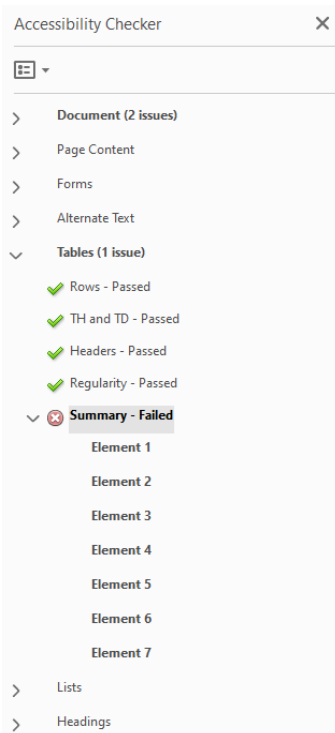 Accessibility Checker
Document (2 issues)
Page Content
Forms
Alternate Text
Tables (1 issue)
Rows - Passed
TH and TD - Passed
Headers - Passed
Regularity - Passed
Summary - Failed
Element 1
Element 2
Element 3
Element 4
Element 5
Element 6
Element 7
Lists
Headings